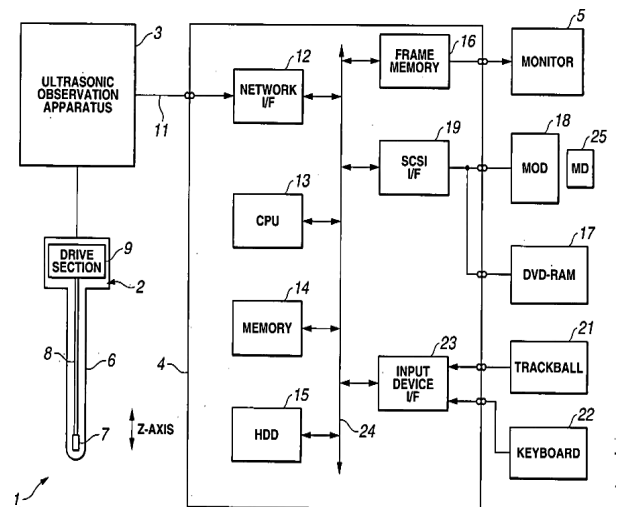 3
ULTRASONIC
OBSERVATION
APPARATUS
11
12
NETWORK
I/F
16
FRAME
MEMORY
5
MONITOR
19
SCSI
I/F
18
MOD
25
MD
13
CPU
17
DVD-RAM
9
DRIVE
SECTION
2
14
MEMORY
8
6
4
23
INPUT
DEVICE
I/F
21
TRACKBALL
15
HDD
24
22
KEYBOARD
7
Z-AXIS
1